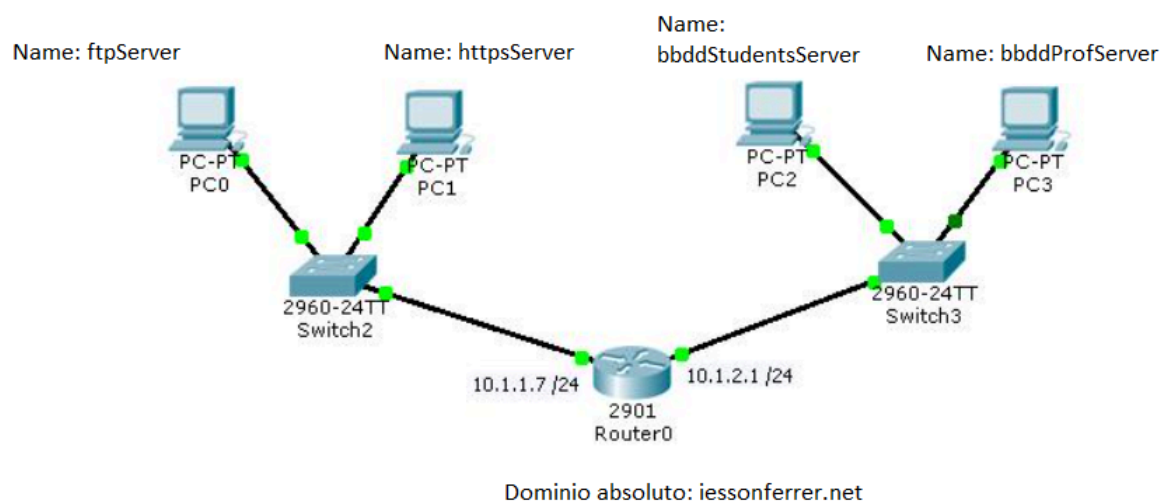 Name: ftpServer
Name: httpsServer
Name:
bbddStudentsServer
Name: bbddProfServer
PC-PT
PC0
PC-PT
PC1
PC-PT
PC2
PC-PT
PC3
2960-24TT
Switch2
2960-24TT
Switch3
10.1.1.7 /24
10.1.2.1 /24
2901
Router0
Dominio absoluto: iessonferrer.net